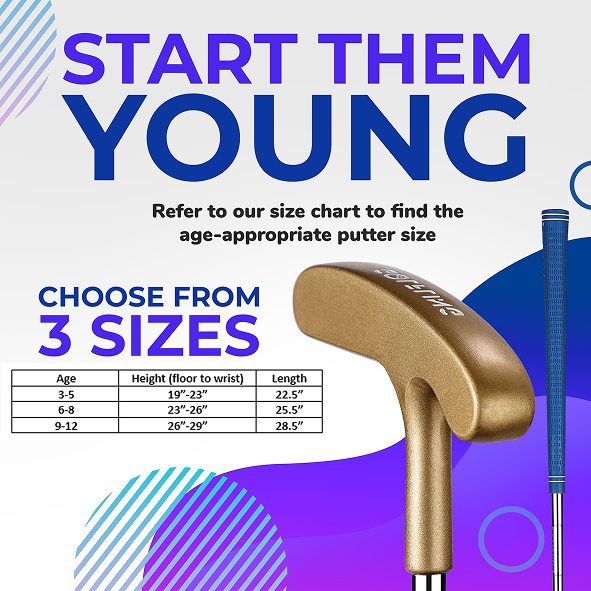 START THEM
YOUNG
Refer to our size chart to find the
age-appropriate putter size
CHOOSE FROM
3 SIZES
Age Height (floor to wrist) Length
3-5 19”-23” 22.5”
6-8 23”-26” 25.5”
9-12 26”-29” 28.5”